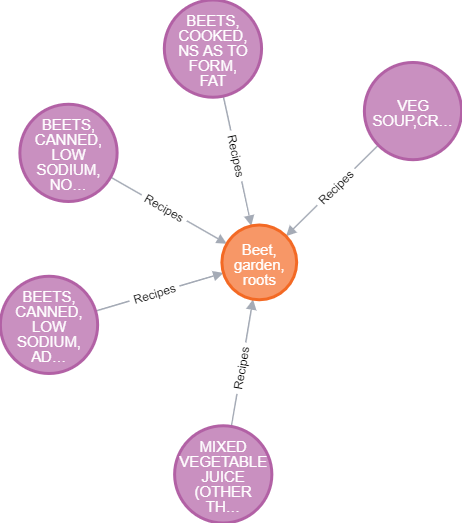 BEETS,
COOKED,
NS AS TO
FORM,
FAT
VEG
SOUP,CR...
BEETS,
CANNED,
LOW
SODIUM,
NO...
Recipes
Recipes
Recipes
Beet,
garden,
roots
BEETS,
CANNED,
LOW
SODIUM,
AD...
Recipes
Recipes
MIXED
VEGETABLE
JUICE
(OTHER
TH...